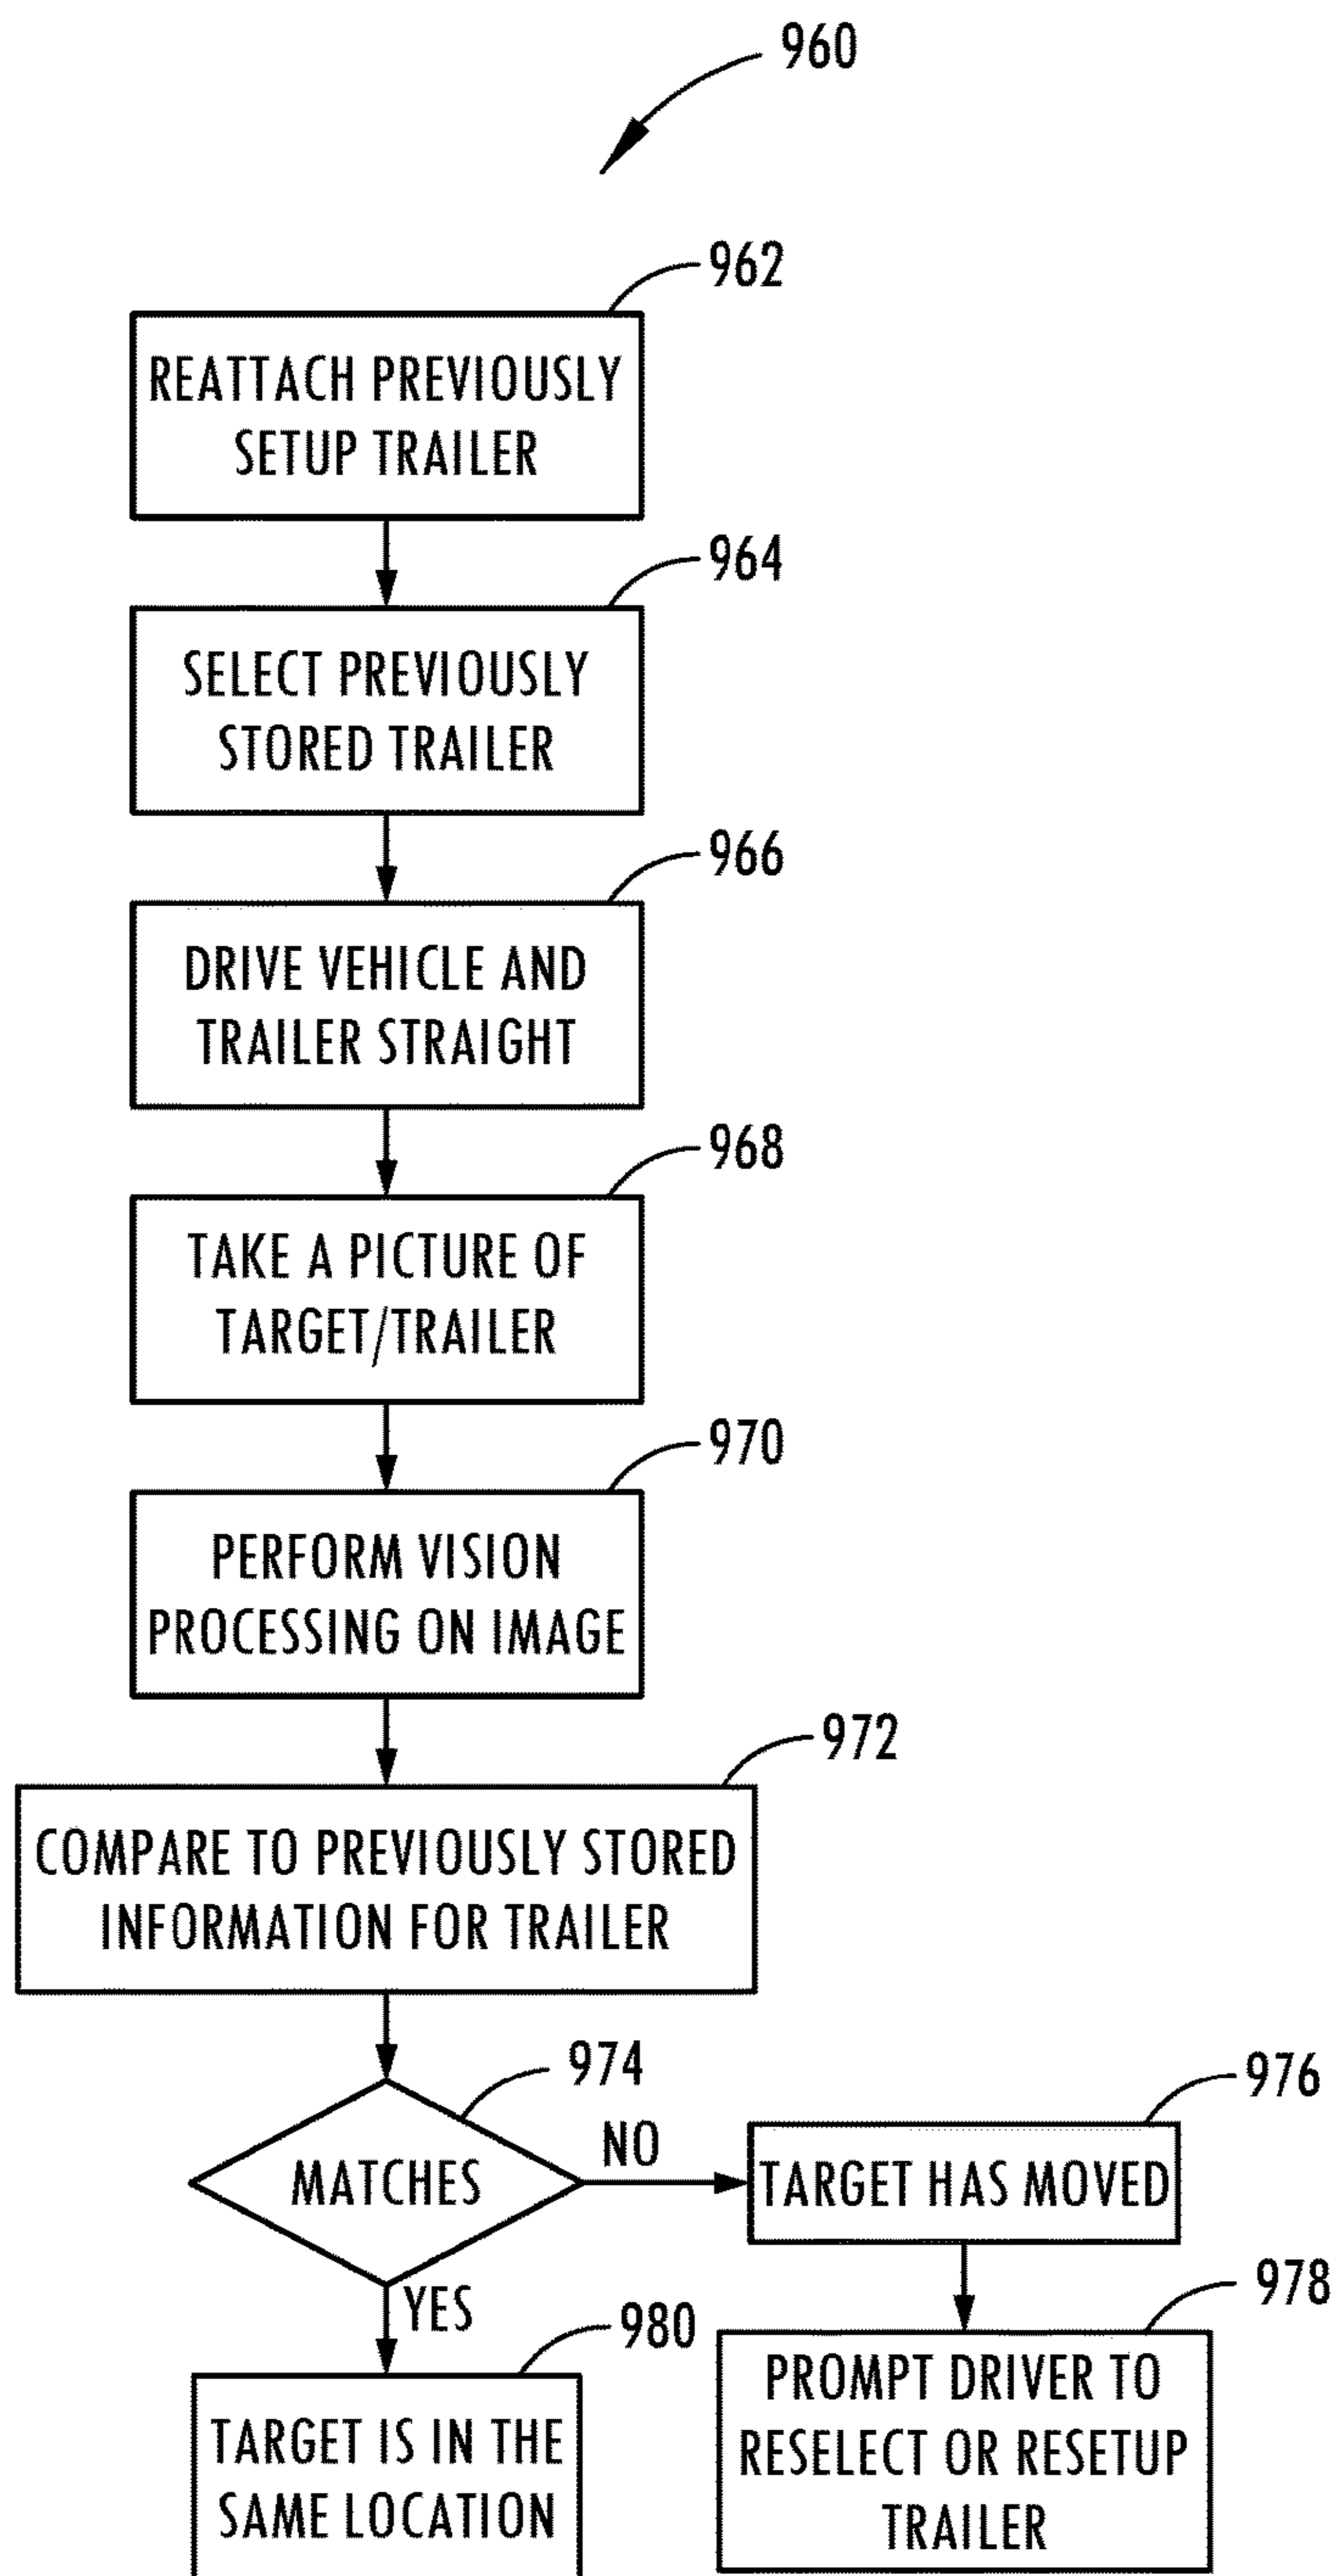 960
962
REATTACH PREVIOUSLY
SETUP TRAILER
964
SELECT PREVIOUSLY
STORED TRAILER
966
DRIVE VEHICLE AND
TRAILER STRAIGHT
968
TAKE A PICTURE OF
TARGET/TRAILER
970
PERFORM VISION
PROCESSING ON IMAGE
972
COMPARE TO PREVIOUSLY STORED
INFORMATION FOR TRAILER
974
MATCHES
NO
976
TARGET HAS MOVED
YES
980
TARGET IS IN THE
SAME LOCATION
978
PROMPT DRIVER TO
RESELECT OR RESETUP
TRAILER